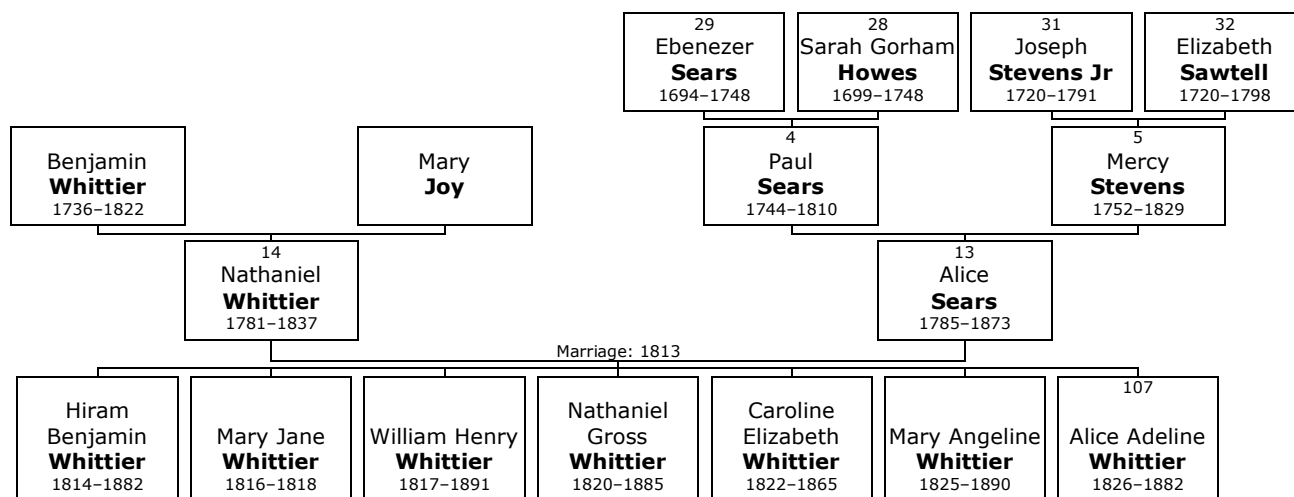 29
Ebenezer
Sears
1694–1748
28
Sarah Gorham
Howes
1699–1748
31
Joseph
Stevens Jr
1720–1791
32
Elizabeth
Sawtell
1720–1798
Benjamin
Whittier
1736–1822
Mary
Joy
4
Paul
Sears
1744–1810
5
Mercy
Stevens
1752–1829
14
Nathaniel
Whittier
1781–1837
13
Alice
Sears
1785–1873
Marriage: 1813
Hiram
Benjamin
Whittier
1814–1882
Mary Jane
Whittier
1816–1818
William Henry
Whittier
1817–1891
Nathaniel
Gross
Whittier
1820–1885
Caroline
Elizabeth
Whittier
1822–1865
Mary Angeline
Whittier
1825–1890
107
Alice Adeline
Whittier
1826–1882